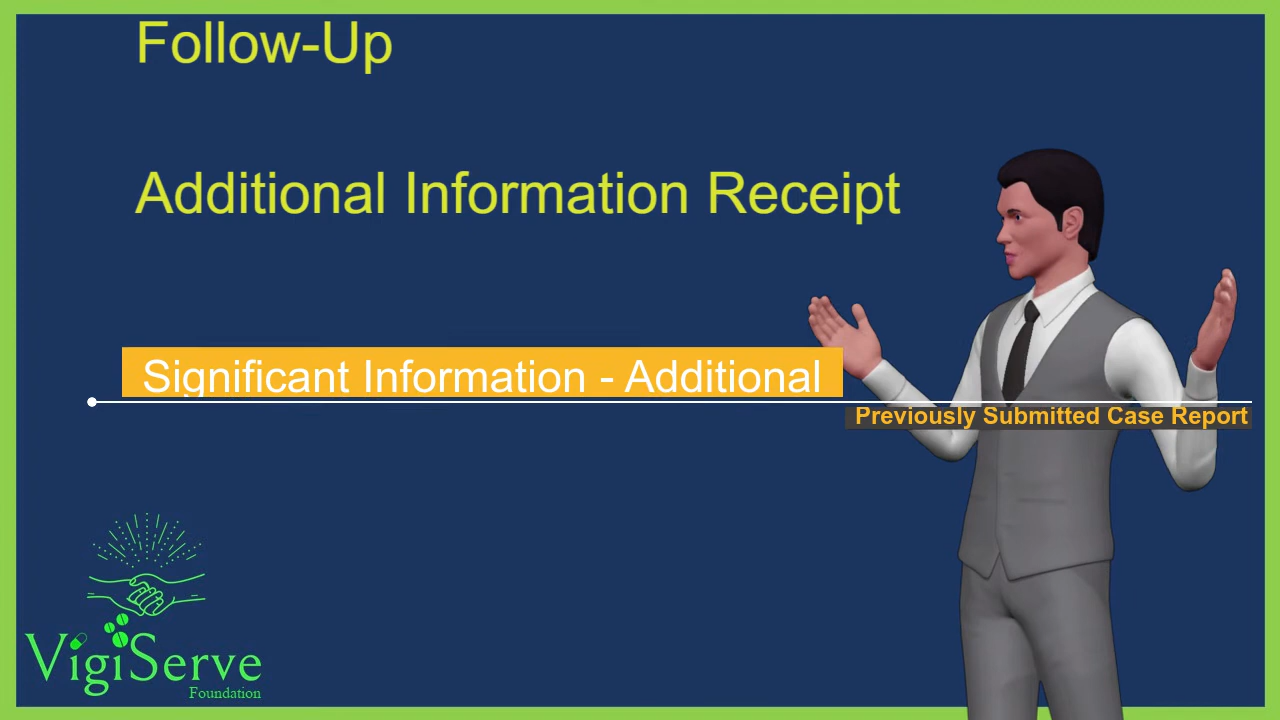 Follow-Up
Additional Information Receipt
Significant Information - Additional
Previously Submitted Case Report
VigiServe
Foundation